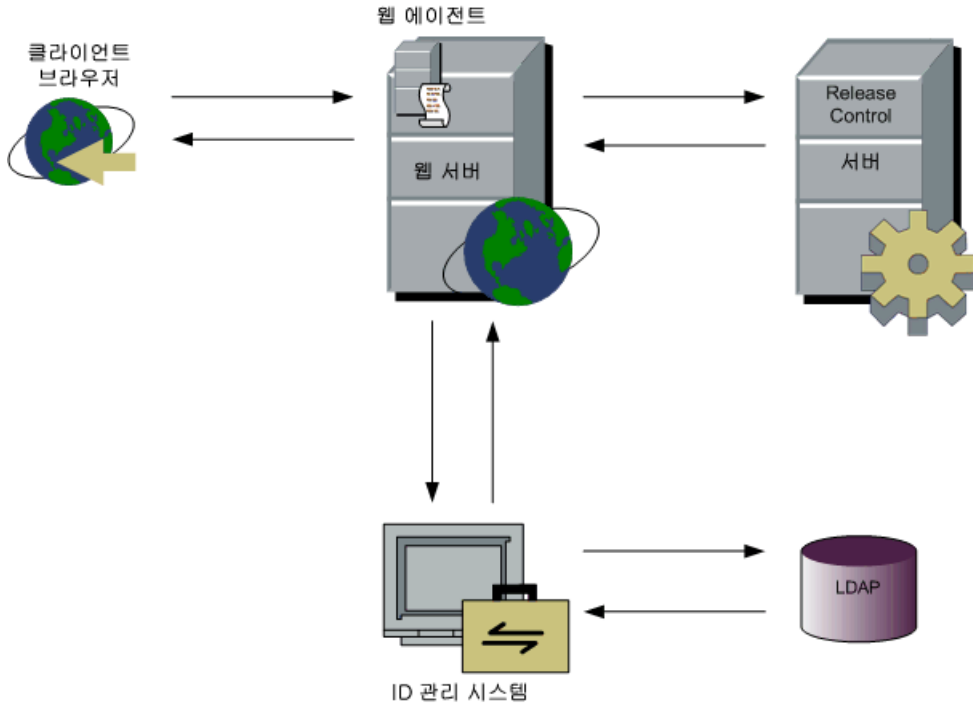 웹 에이전트
클라이언트
브라우저
웹 서버
Release
Control
서버
LDAP
ID 관리 시스템